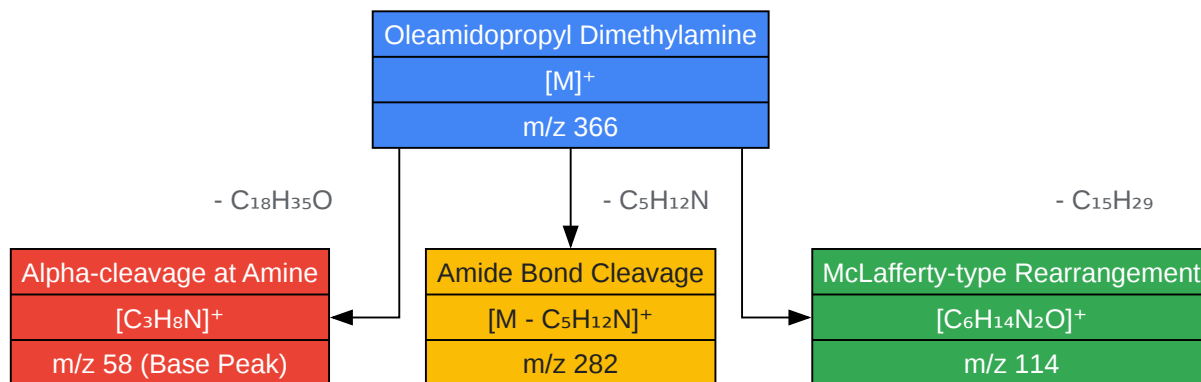 Oleamidopropyl Dimethylamine
[M]⁺
m/z 366
- C₁₈H₃₅O
- C₅H₁₂N
- C₁₅H₂₉
Alpha-cleavage at Amine
[C₃H₈N]⁺
m/z 58 (Base Peak)
Amide Bond Cleavage
[M - C₅H₁₂N]⁺
m/z 282
McLafferty-type Rearrangement
[C₆H₁₄N₂O]⁺
m/z 114